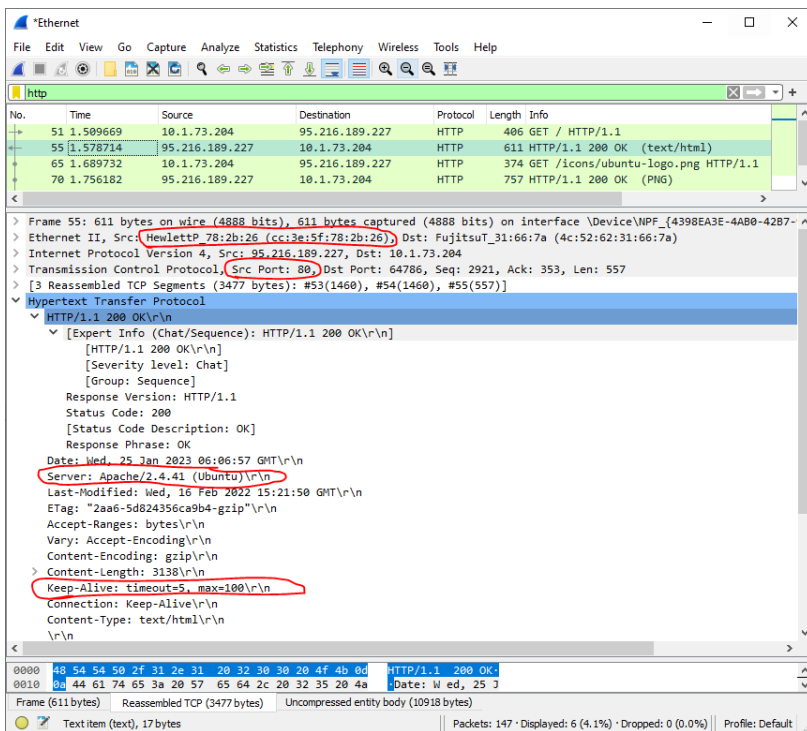 *Ethernet
File Edit View Go Capture Analyze Statistics Telephony Wireless Tools Help
http
No. Time Source Destination Protocol Length Info
51 1.509669 10.1.73.204 95.216.189.227 HTTP 406 GET / HTTP/1.1
55 1.578714 95.216.189.227 10.1.73.204 HTTP 611 HTTP/1.1 200 OK (text/html)
65 1.689732 10.1.73.204 95.216.189.227 HTTP 374 GET /icons/ubuntu-logo.png HTTP/1.1
70 1.756182 95.216.189.227 10.1.73.204 HTTP 757 HTTP/1.1 200 OK (PNG)
Frame 55: 611 bytes on wire (4888 bits), 611 bytes captured (4888 bits) on interface \Device\NPF_{4398EA3E-4AB0-42B7-
Ethernet II, Src: HewlettP_78:2b:26 (cc:3e:5f:78:2b:26), Dst: FujitsuT_31:66:7a (4c:52:62:31:66:7a)
Internet Protocol Version 4, Src: 95.216.189.227, Dst: 10.1.73.204
Transmission Control Protocol, Src Port: 80, Dst Port: 64786, Seq: 2921, Ack: 353, Len: 557
[3 Reassembled TCP Segments (3477 bytes): #53(1460), #54(1460), #55(557)]
Hypertext Transfer Protocol
HTTP/1.1 200 OK\r\n
[Expert Info (Chat/Sequence): HTTP/1.1 200 OK\r\n]
[HTTP/1.1 200 OK\r\n]
[Severity level: Chat]
[Group: Sequence]
Response Version: HTTP/1.1
Status Code: 200
[Status Code Description: OK]
Response Phrase: OK
Date: Wed, 25 Jan 2023 06:06:57 GMT\r\n
Server: Apache/2.4.41 (Ubuntu)\r\n
Last-Modified: Wed, 16 Feb 2022 15:21:50 GMT\r\n
ETag: "2aa6-5d824356ca9b4-gzip"\r\n
Accept-Ranges: bytes\r\n
Vary: Accept-Encoding\r\n
Content-Encoding: gzip\r\n
Content-Length: 3138\r\n
Keep-Alive: timeout=5, max=100\r\n
Connection: Keep-Alive\r\n
Content-Type: text/html\r\n
\r\n
0000 48 54 54 50 2f 31 2e 31 20 32 30 30 20 4f 4b 0d HTTP/1.1 200 OK·
0010 0a 44 61 74 65 3a 20 57 65 64 2c 20 32 35 20 4a ·Date: W ed, 25 J
Frame (611 bytes) Reassembled TCP (3477 bytes) Uncompressed entity body (10918 bytes)
Text item (text), 17 bytes Packets: 147 · Displayed: 6 (4.1%) · Dropped: 0 (0.0%) Profile: Default